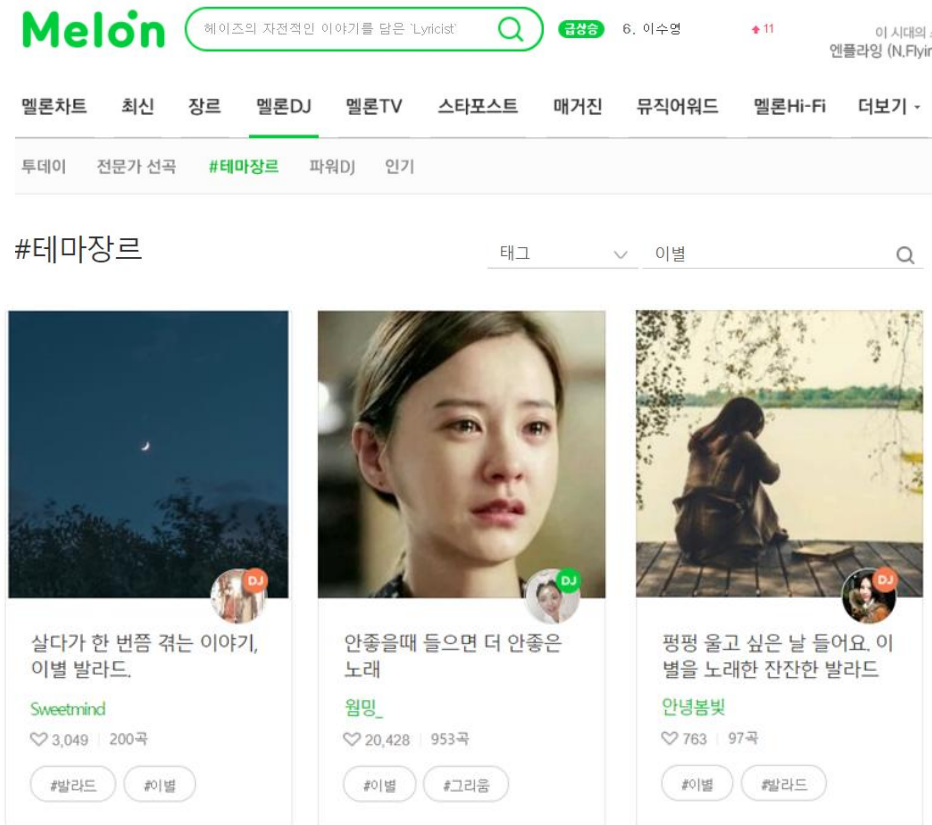 Melon
헤이즈의 자전적인 이야기를 담은 'Lyricist'
급상승 6. 이수영 11
이 시대의
엔플라잉 (N.Flyin
멜론차트 최신 장르 멜론DJ 멜론TV 스타포스트 매거진 뮤직어워드 멜론Hi-Fi 더보기
투데이 전문가 선곡 #테마장르 파워DJ 인기
#테마장르
태그 이별
DJ
살다가 한 번쯤 겪는 이야기,
이별 발라드.
Sweetmind
3,049 200곡
#발라드 #이별
DJ
안좋을때 들으면 더 안좋은
노래
웜밍_
20,428 953곡
#이별 #그리움
DJ
펑펑 울고 싶은 날 들어요. 이
별을 노래한 잔잔한 발라드
안녕봄빛
763 97곡
#이별 #발라드